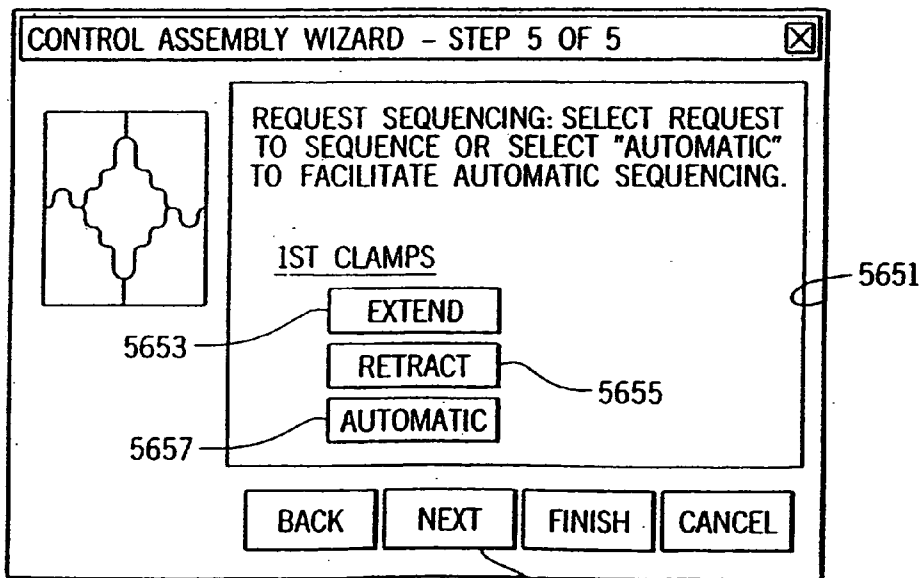 CONTROL ASSEMBLY WIZARD - STEP 5 OF 5
REQUEST SEQUENCING: SELECT REQUEST
TO SEQUENCE OR SELECT "AUTOMATIC"
TO FACILITATE AUTOMATIC SEQUENCING.
1ST CLAMPS
5651
EXTEND
5653
RETRACT
5655
AUTOMATIC
5657
BACK NEXT FINISH CANCEL